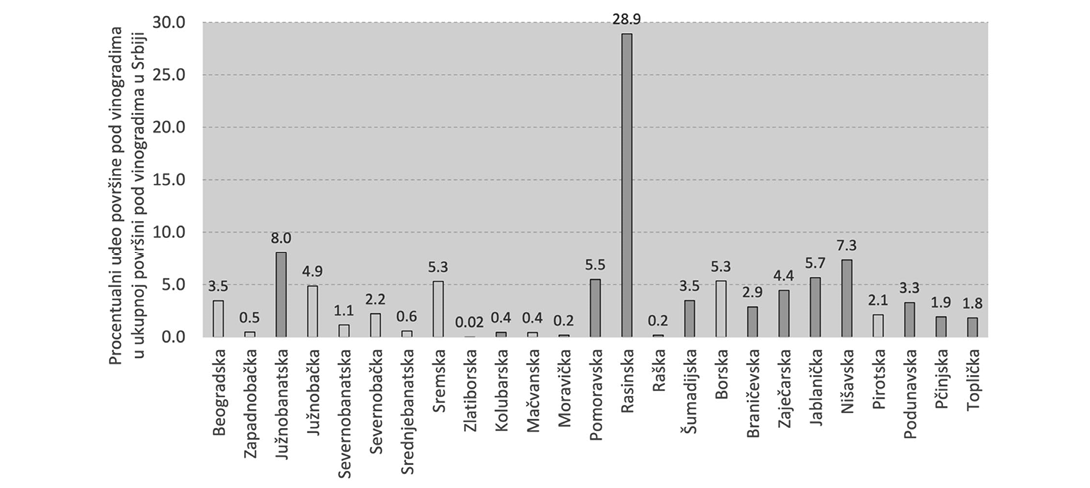 Procentualni udeo površine pod vinogradima
u ukupnoj površini pod vinogradima u Srbiji
30.0
25.0
20.0
15.0
10.0
5.0
0.0
3.5
0.5
8.0
4.9
1.1
2.2
0.6
5.3
0.02
0.4
0.4
0.2
5.5
28.9
0.2
3.5
5.3
2.9
4.4
5.7
7.3
2.1
3.3
1.9
1.8
Beogradska
Zapadnobačka
Južnobanatska
Južnobačka
Severnobanatska
Severnobačka
Srednjebanatska
Sremska
Zlatiborska
Kolubarska
Mačvanska
Moravička
Pomoravska
Rasinska
Raška
Šumadijska
Borska
Braničevska
Zaječarska
Jablanička
Nišavska
Pirotska
Podunavska
Pčinjska
Toplička